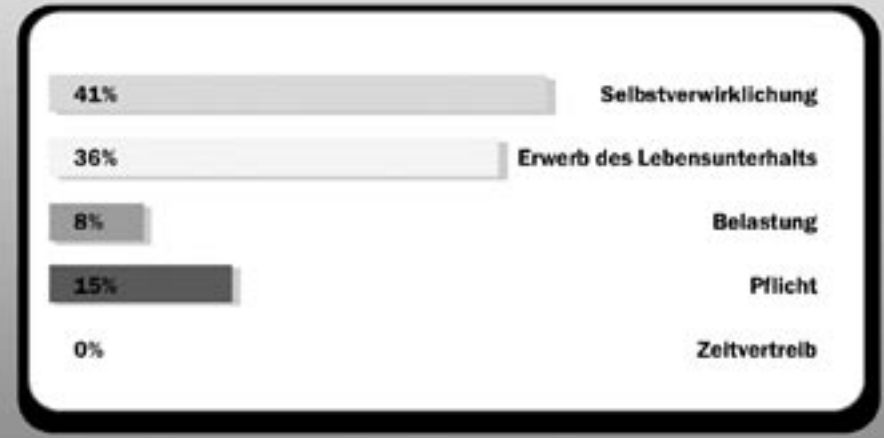 41% Selbstverwirklichung
36% Erwerb des Lebensunterhalts
8% Belastung
15% Pflicht
0% Zeitvertreib